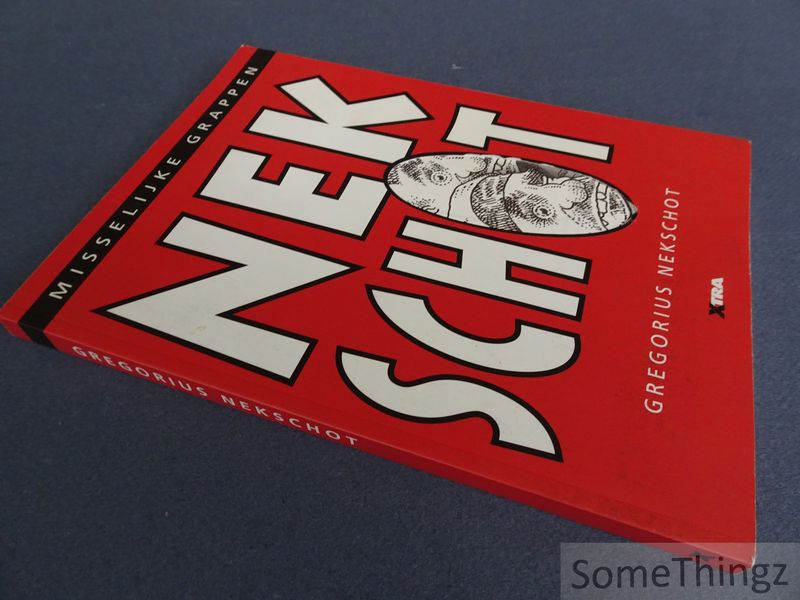 MISSELIJKE GRAPPEN
NEK
SCHOT
GREGORIUS NEKSCHOT
XTRA
GREGORIUS NEKSCHOT
SomeThingz